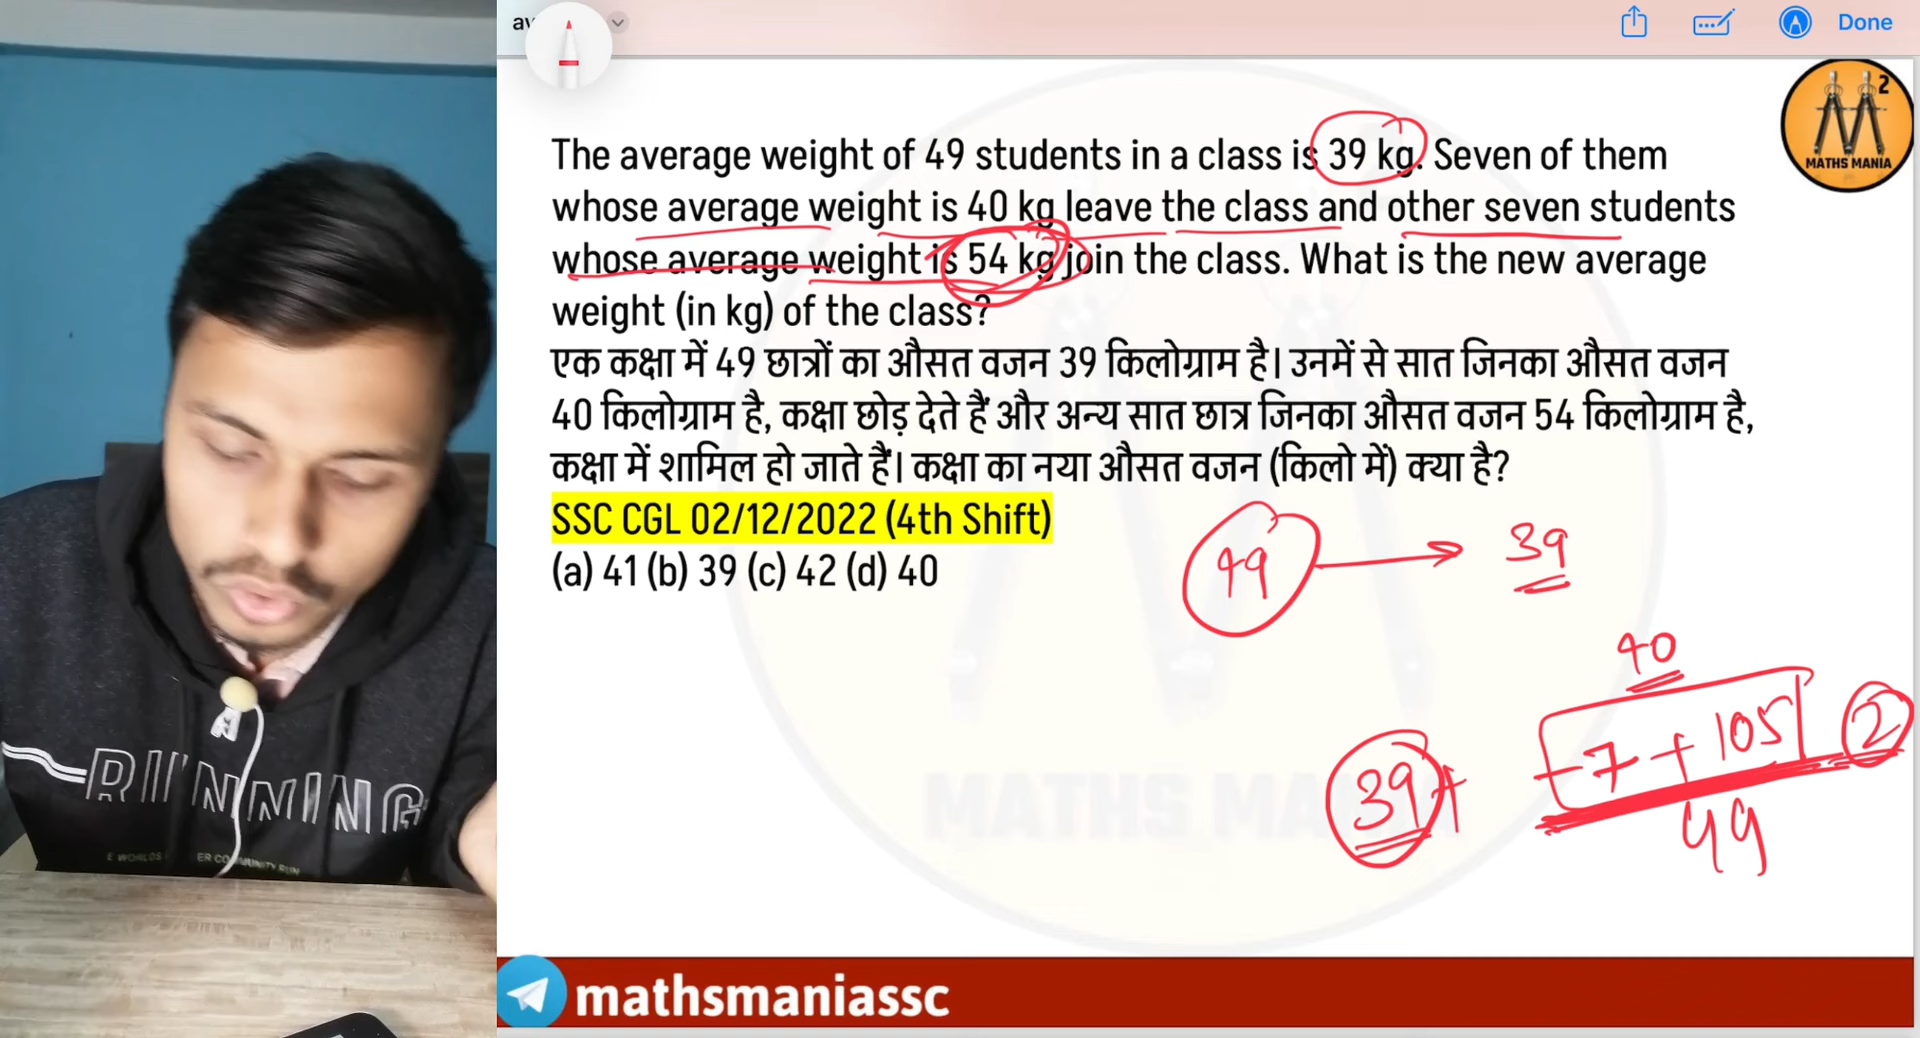 Done
2
MATHS MANIA
The average weight of 49 students in a class is 39 kg. Seven of them
whose average weight is 40 kg leave the class and other seven students
whose average weight is 54 kg join the class. What is the new average
weight (in kg) of the class?
एक कक्षा में 49 छात्रों का औसत वजन 39 किलोग्राम है। उनमें से सात जिनका औसत वजन
40 किलोग्राम है, कक्षा छोड़ देते हैं और अन्य सात छात्र जिनका औसत वजन 54 किलोग्राम है,
कक्षा में शामिल हो जाते हैं। कक्षा का नया औसत वजन (किलो में) क्या है?
SSC CGL 02/12/2022 (4th Shift)
(a) 41 (b) 39 (c) 42 (d) 40
49 → 39
40
39 + -7 + 105 2
49
MATHS MA
RUNNING
mathsmaniassc